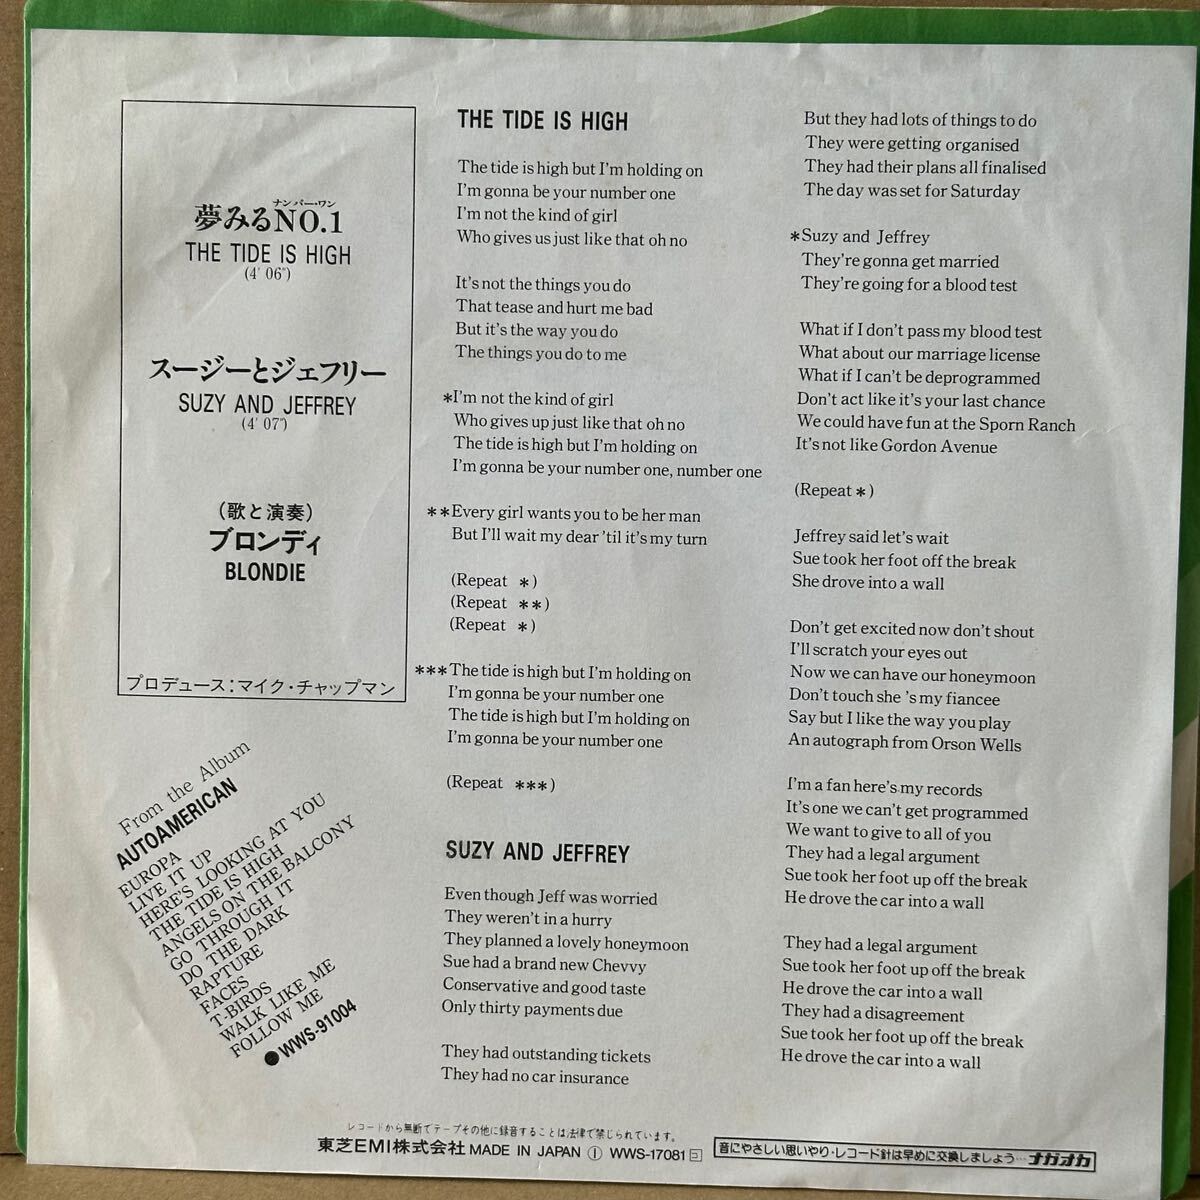 ナンバー・ワン
夢みるNO.1
THE TIDE IS HIGH
(4' 06")
スージーとジェフリー
SUZY AND JEFFREY
(4' 07")
(歌と演奏)
ブロンディ
BLONDIE
プロデュース:マイク・チャップマン
From the Album
AUTOAMERICAN
EUROPA
LIVE IT UP
HERE'S LOOKING AT YOU
THE TIDE IS HIGH
ANGELS ON THE BALCONY
GO THROUGH IT
DO THE DARK
RAPTURE
FACES
T-BIRDS
WALK LIKE ME
FOLLOW ME
●WWS-91004
THE TIDE IS HIGH
The tide is high but I'm holding on
I'm gonna be your number one
I'm not the kind of girl
Who gives us just like that oh no
It's not the things you do
That tease and hurt me bad
But it's the way you do
The things you do to me
*I'm not the kind of girl
Who gives up just like that oh no
The tide is high but I'm holding on
I'm gonna be your number one, number one
**Every girl wants you to be her man
But I'll wait my dear 'til it's my turn
(Repeat *)
(Repeat **)
(Repeat *)
***The tide is high but I'm holding on
I'm gonna be your number one
The tide is high but I'm holding on
I'm gonna be your number one
(Repeat ***)
SUZY AND JEFFREY
Even though Jeff was worried
They weren't in a hurry
They planned a lovely honeymoon
Sue had a brand new Chevvy
Conservative and good taste
Only thirty payments due
They had outstanding tickets
They had no car insurance
But they had lots of things to do
They were getting organised
They had their plans all finalised
The day was set for Saturday
*Suzy and Jeffrey
They're gonna get married
They're going for a blood test
What if I don't pass my blood test
What about our marriage license
What if I can't be deprogrammed
Don't act like it's your last chance
We could have fun at the Sporn Ranch
It's not like Gordon Avenue
(Repeat *)
Jeffrey said let's wait
Sue took her foot off the break
She drove into a wall
Don't get excited now don't shout
I'll scratch your eyes out
Now we can have our honeymoon
Don't touch she 's my fiancee
Say but I like the way you play
An autograph from Orson Wells
I'm a fan here's my records
It's one we can't get programmed
We want to give to all of you
They had a legal argument
Sue took her foot up off the break
He drove the car into a wall
They had a legal argument
Sue took her foot up off the break
He drove the car into a wall
They had a disagreement
Sue took her foot up off the break
He drove the car into a wall
レコードから無断でテープその他に録音することは法律で禁じられています。
東芝EMI株式会社 MADE IN JAPAN Ⓘ WWS-17081 コ
音にやさしい思いやり・レコード針は早めに交換しましょう…ナガオカ